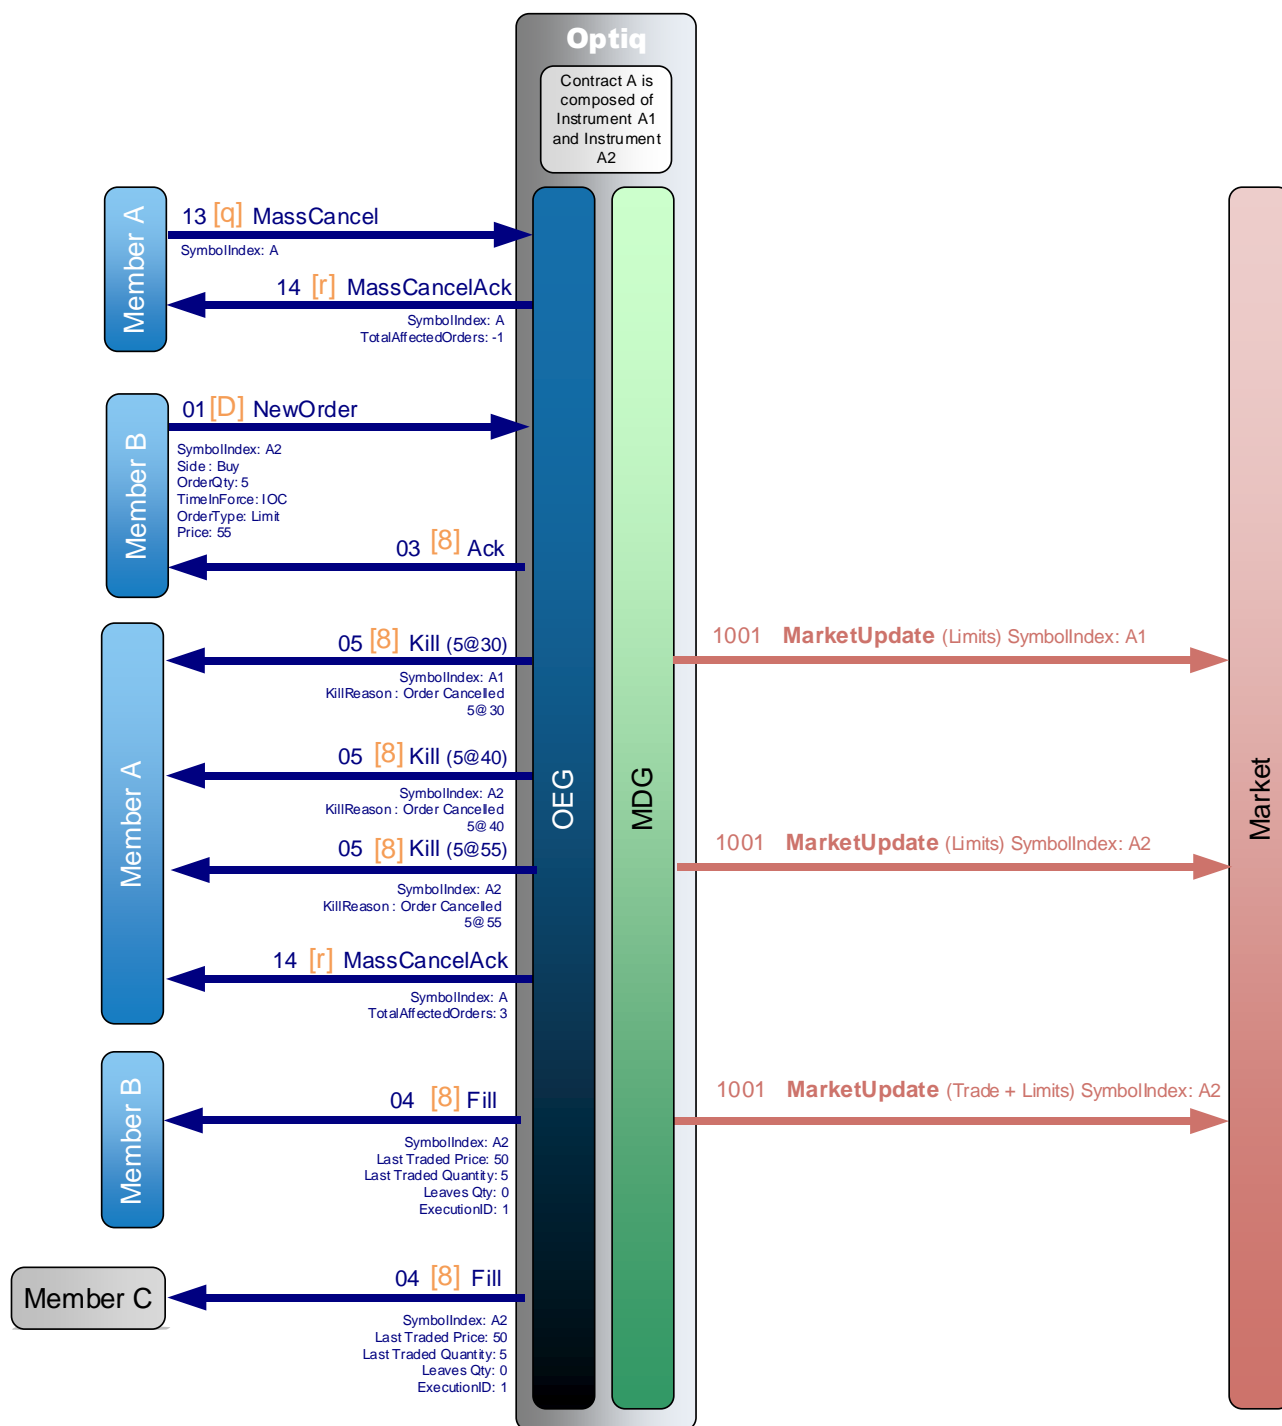 Optiq
Contract A is
composed of
Instrument A1
and Instrument
A2
Member A
13 [q] MassCancel
SymbolIndex: A
14 [r] MassCancelAck
SymbolIndex: A
TotalAffectedOrders: -1
Member B
01 [D] NewOrder
SymbolIndex: A2
Side : Buy
OrderQty: 5
TimeInForce: IOC
OrderType: Limit
Price: 55
03 [8] Ack
Member A
05 [8] Kill (5@30)
SymbolIndex: A1
KillReason : Order Cancelled
5@30
1001 MarketUpdate (Limits) SymbolIndex: A1
05 [8] Kill (5@40)
SymbolIndex: A2
KillReason : Order Cancelled
5@40
OEG
MDG
Market
05 [8] Kill (5@55)
SymbolIndex: A2
KillReason : Order Cancelled
5@55
1001 MarketUpdate (Limits) SymbolIndex: A2
14 [r] MassCancelAck
SymbolIndex: A
TotalAffectedOrders: 3
Member B
04 [8] Fill
SymbolIndex: A2
Last Traded Price: 50
Last Traded Quantity: 5
Leaves Qty: 0
ExecutionID: 1
1001 MarketUpdate (Trade + Limits) SymbolIndex: A2
Member C
04 [8] Fill
SymbolIndex: A2
Last Traded Price: 50
Last Traded Quantity: 5
Leaves Qty: 0
ExecutionID: 1